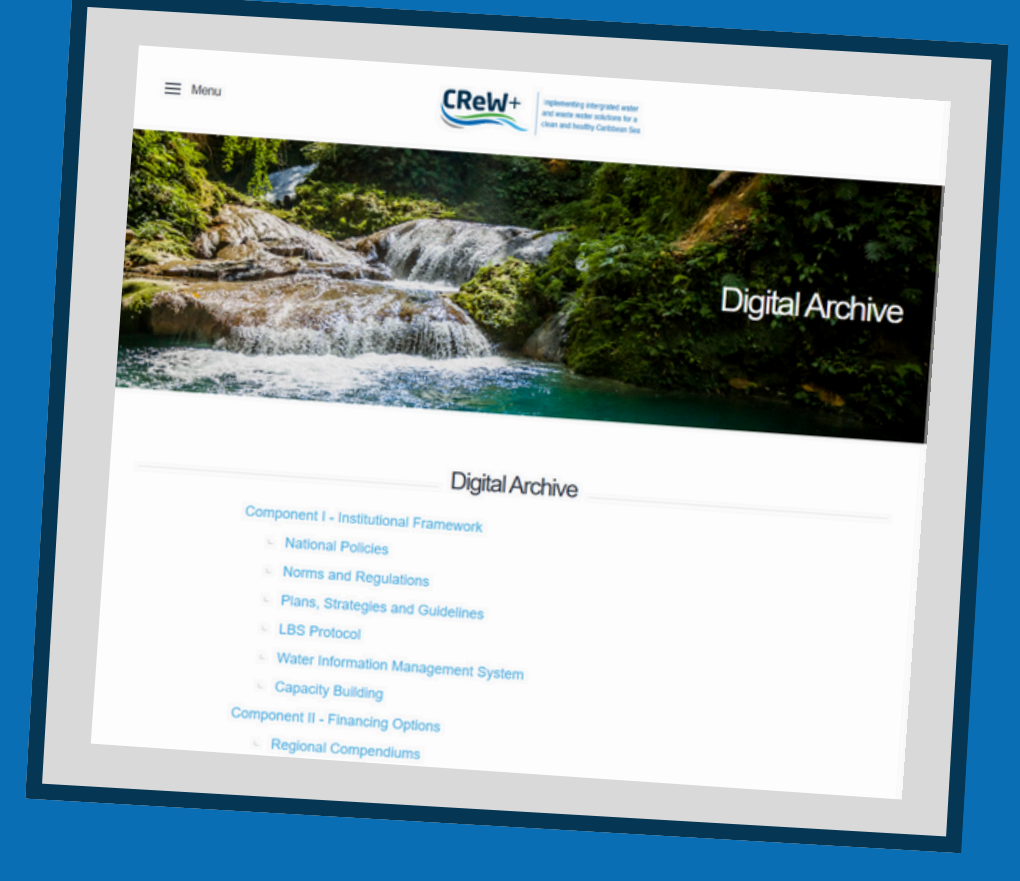 Menu
CReW+
implementing intergrated water
and waste water solutions for a
clean and healthy Caribbean Sea
Digital Archive
Digital Archive
Component I - Institutional Framework
National Policies
Norms and Regulations
Plans, Strategies and Guidelines
LBS Protocol
Water Information Management System
Capacity Building
Component II - Financing Options
Regional Compendiums